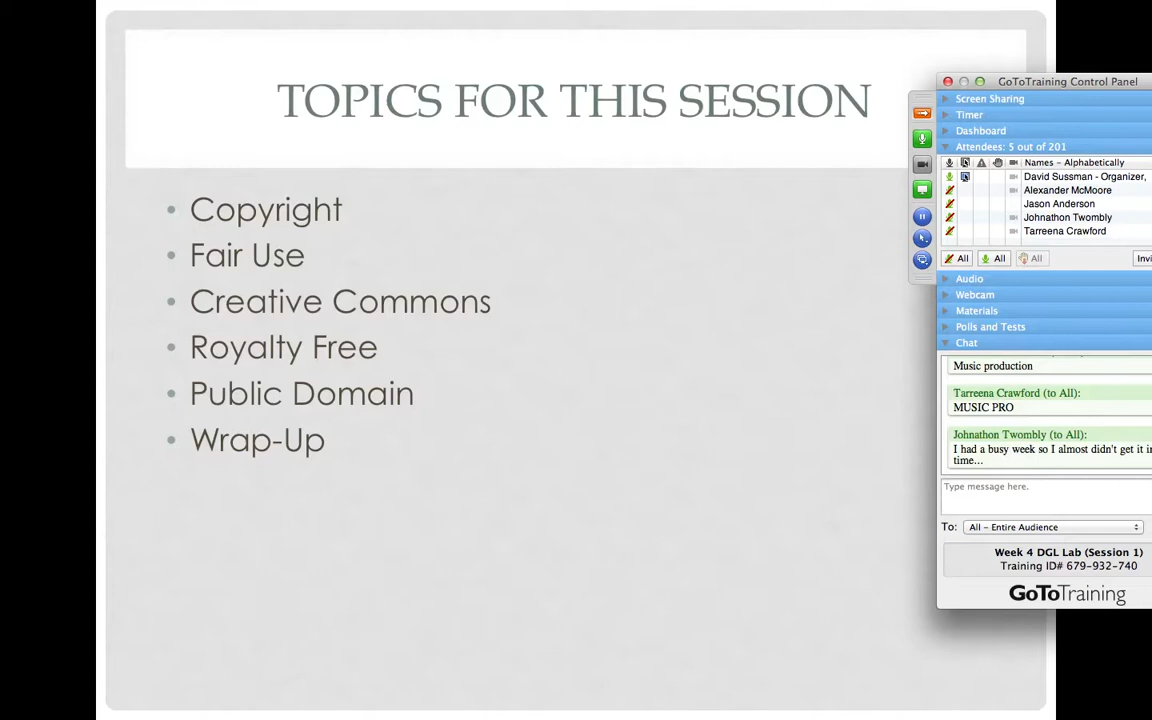 TOPICS FOR THIS SESSION
• Copyright
• Fair Use
• Creative Commons
• Royalty Free
• Public Domain
• Wrap-Up
GoToTraining Control Panel
Screen Sharing
Timer
Dashboard
Attendees: 5 out of 201
Names - Alphabetically
David Sussman - Organizer,
Alexander McMoore
Jason Anderson
Johnathon Twombly
Tarreena Crawford
All All All
Audio
Webcam
Materials
Polls and Tests
Chat
Music production
Tarreena Crawford (to All):
MUSIC PRO
Johnathon Twombly (to All):
I had a busy week so I almost didn't get it in
time...
Type message here.
To: All - Entire Audience
Week 4 DGL Lab (Session 1)
Training ID# 679-932-740
GoToTraining